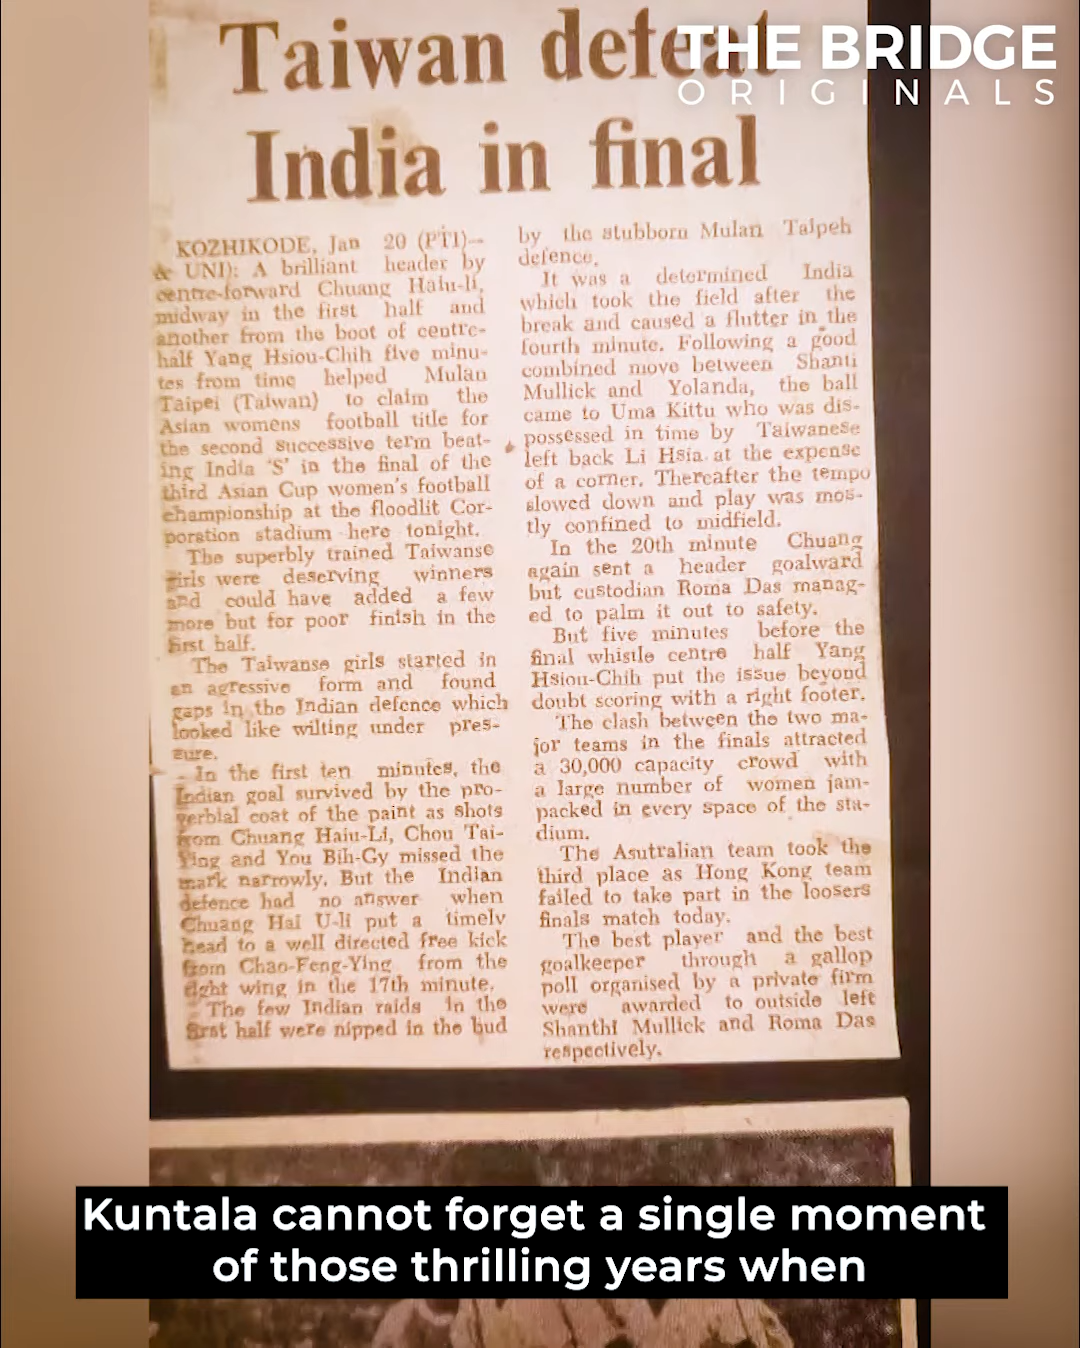 THE BRIDGE
ORIGINALS
Taiwan defeat
India in final
KOZHIKODE, Jan 20 (PTI)—
& UNI): A brilliant header by
centre-forward Chuang Haiu-li,
midway in the first half and
another from the boot of centre-
half Yang Hsiou-Chih five minu-
tes from time helped Mulan
Taipei (Taiwan) to claim the
Asian womens football title for
the second successive term beat-
ing India 'S' in the final of the
third Asian Cup women's football
championship at the floodlit Cor-
poration stadium here tonight.
The superbly trained Taiwanse
girls were deserving winners
and could have added a few
more but for poor finish in the
first half.
The Taiwanse girls started in
an agressive form and found
gaps in the Indian defence which
looked like wilting under pres-
sure.
In the first ten minutes, the
Indian goal survived by the pro-
verbial coat of the paint as shots
from Chuang Haiu-Li, Chou Tai-
Ying and You Bih-Gy missed the
mark narrowly. But the Indian
defence had no answer when
Chuang Hai U-li put a timely
head to a well directed free kick
from Chao-Feng-Ying from the
right wing in the 17th minute.
The few Indian raids in the
first half were nipped in the bud
by the stubborn Mulan Taipeh
defence.
It was a determined India
which took the field after the
break and caused a flutter in the
fourth minute. Following a good
combined move between Shanti
Mullick and Yolanda, the ball
came to Uma Kittu who was dis-
possessed in time by Taiwanese
left back Li Hsia at the expense
of a corner. Thereafter the tempo
slowed down and play was mos-
tly confined to midfield.
In the 20th minute Chuang
again sent a header goalward
but custodian Roma Das manag-
ed to palm it out to safety.
But five minutes before the
final whistle centre half Yang
Hsiou-Chih put the issue beyond
doubt scoring with a right footer.
The clash between the two ma-
jor teams in the finals attracted
a 30,000 capacity crowd with
a large number of women jam-
packed in every space of the sta-
dium.
The Asutralian team took the
third place as Hong Kong team
failed to take part in the loosers
finals match today.
The best player and the best
goalkeeper through a gallop
poll organised by a private firm
were awarded to outside left
Shanthi Mullick and Roma Das
respectively.
Kuntala cannot forget a single moment
of those thrilling years when